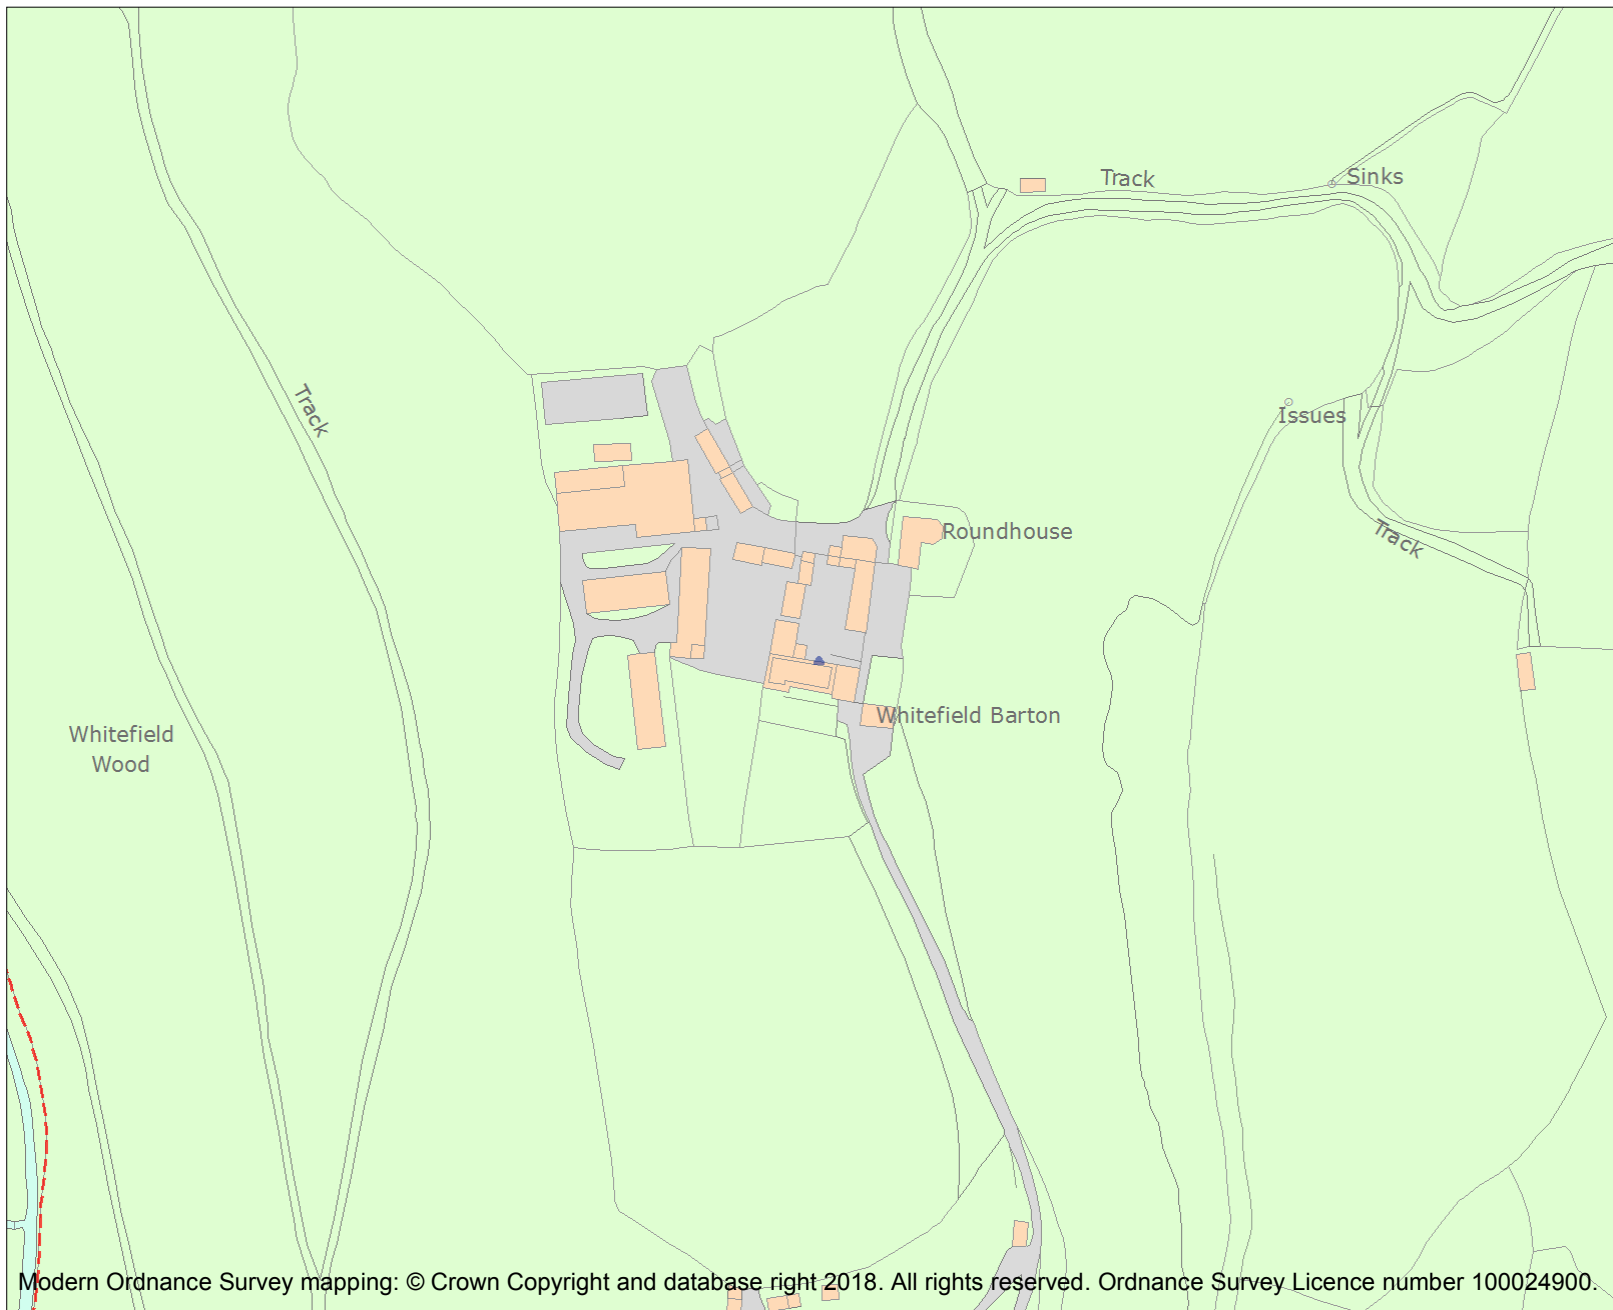 Track
Sinks
Track
Issues
Roundhouse
Track
Whitefield Barton
Whitefield
Wood
Modern Ordnance Survey mapping: © Crown Copyright and database right 2018. All rights reserved. Ordnance Survey Licence number 100024900.